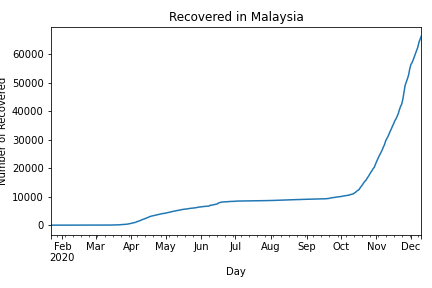 Recovered in Malaysia
Number of Recovered
60000
50000
40000
30000
20000
10000
0
Feb Mar Apr May Jun Jul Aug Sep Oct Nov Dec
2020
Day